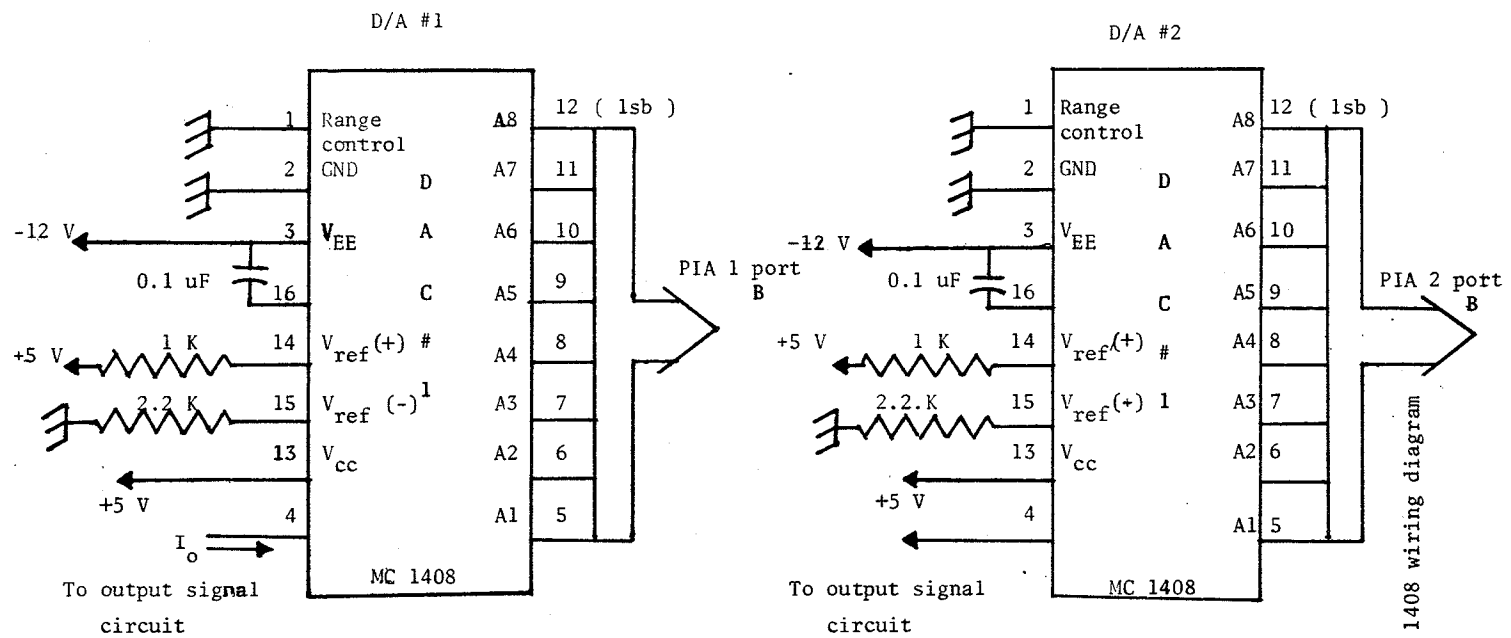 D/A #1
1
Range
control
2
GND
-12 V
3
VEE
0.1 uF
16
+5 V
1 K
14
Vref(+)
2.2 K
15
Vref (-)
13
Vcc
+5 V
4
Io
To output signal
circuit
D
A
C
#
1
A8
12 ( lsb )
A7
11
A6
10
A5
9
A4
8
A3
7
A2
6
A1
5
MC 1408
PIA 1 port
B
D/A #2
1
Range
control
2
GND
-12 V
3
VEE
0.1 uF
16
+5 V
1 K
14
Vref(+)
2.2.K
15
Vref(+)
13
Vcc
+5 V
4
To output signal
circuit
D
A
C
#
1
A8
12 ( lsb)
A7
11
A6
10
A5
9
A4
8
A3
7
A2
6
A1
5
MC 1408
PIA 2 port
B
1408 wiring diagram